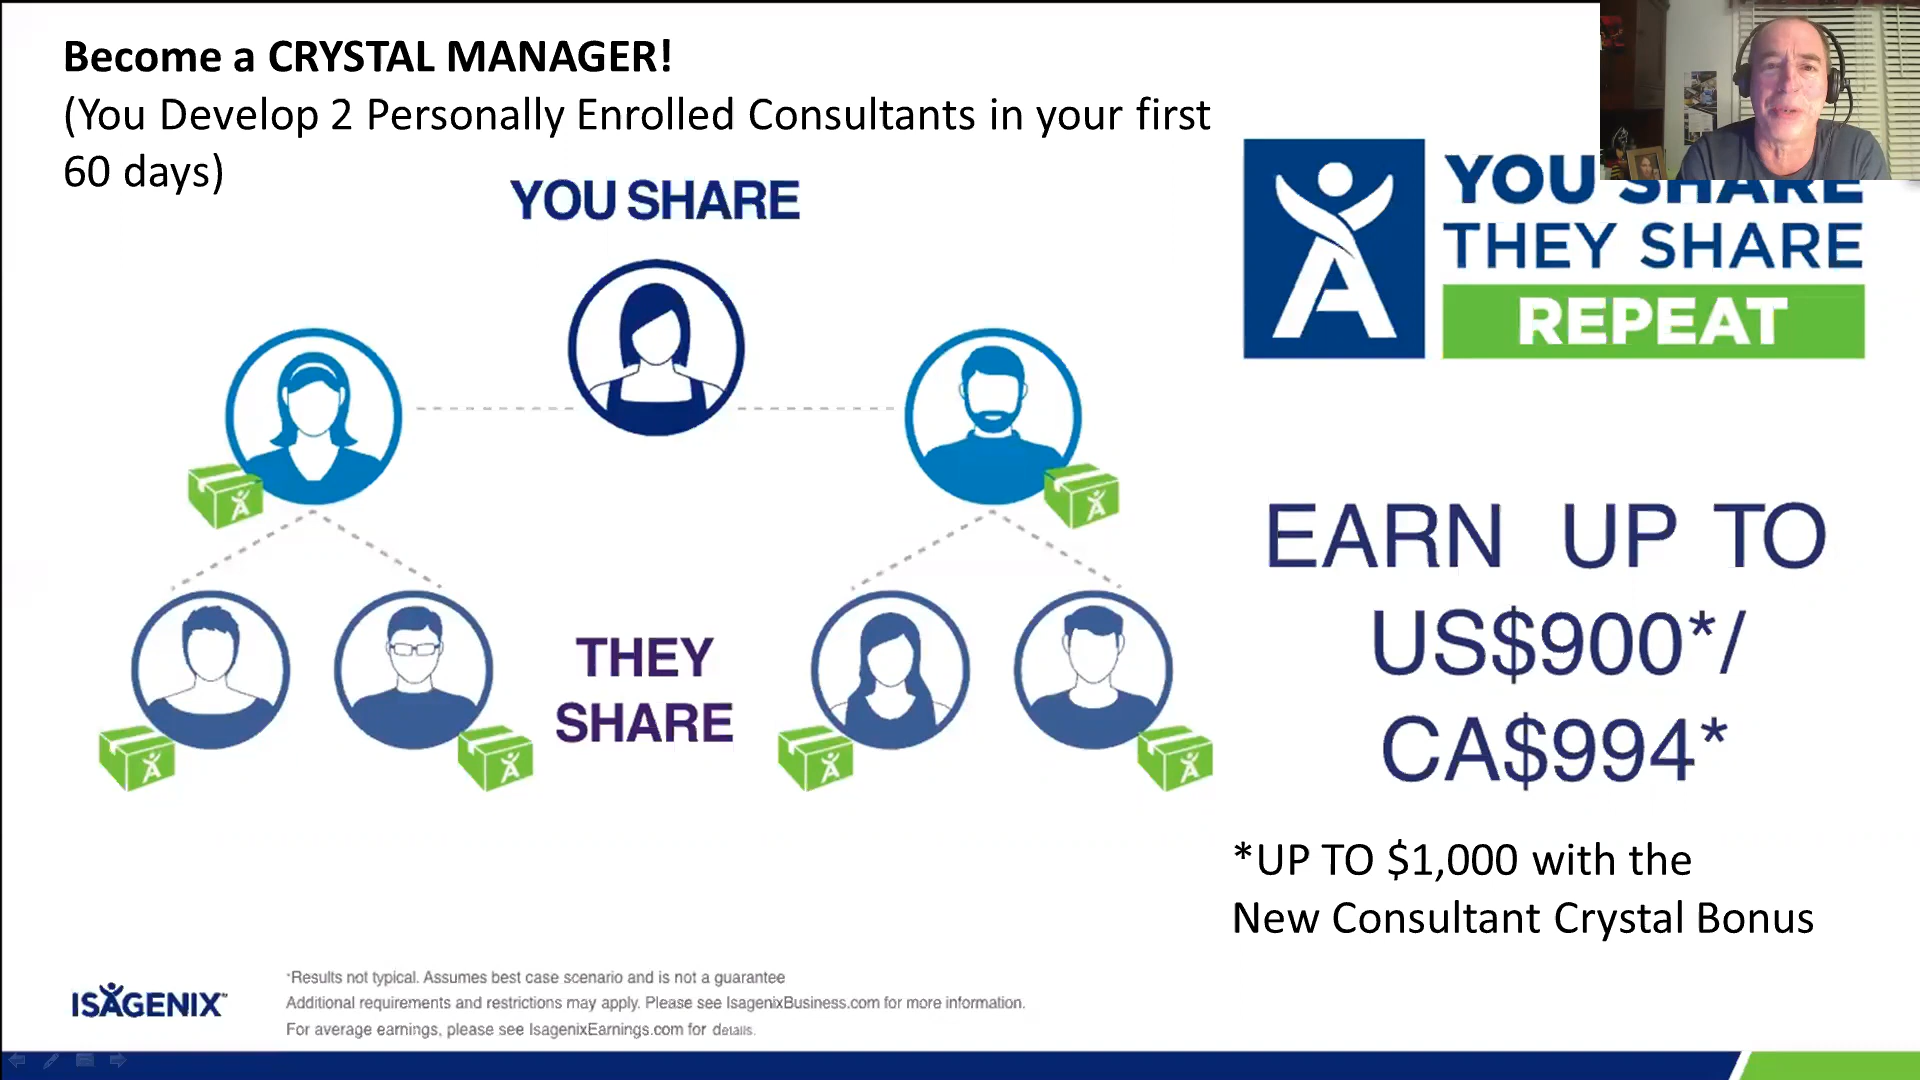 Become a CRYSTAL MANAGER!
(You Develop 2 Personally Enrolled Consultants in your first
60 days)
YOU SHARE
YOU SHARE
THEY SHARE
REPEAT
THEY
SHARE
EARN UP TO
US$900*/
CA$994*
*UP TO $1,000 with the
New Consultant Crystal Bonus
ISAGENIX™
*Results not typical. Assumes best case scenario and is not a guarantee
Additional requirements and restrictions may apply. Please see IsagenixBusiness.com for more information.
For average earnings, please see IsagenixEarnings.com for details.